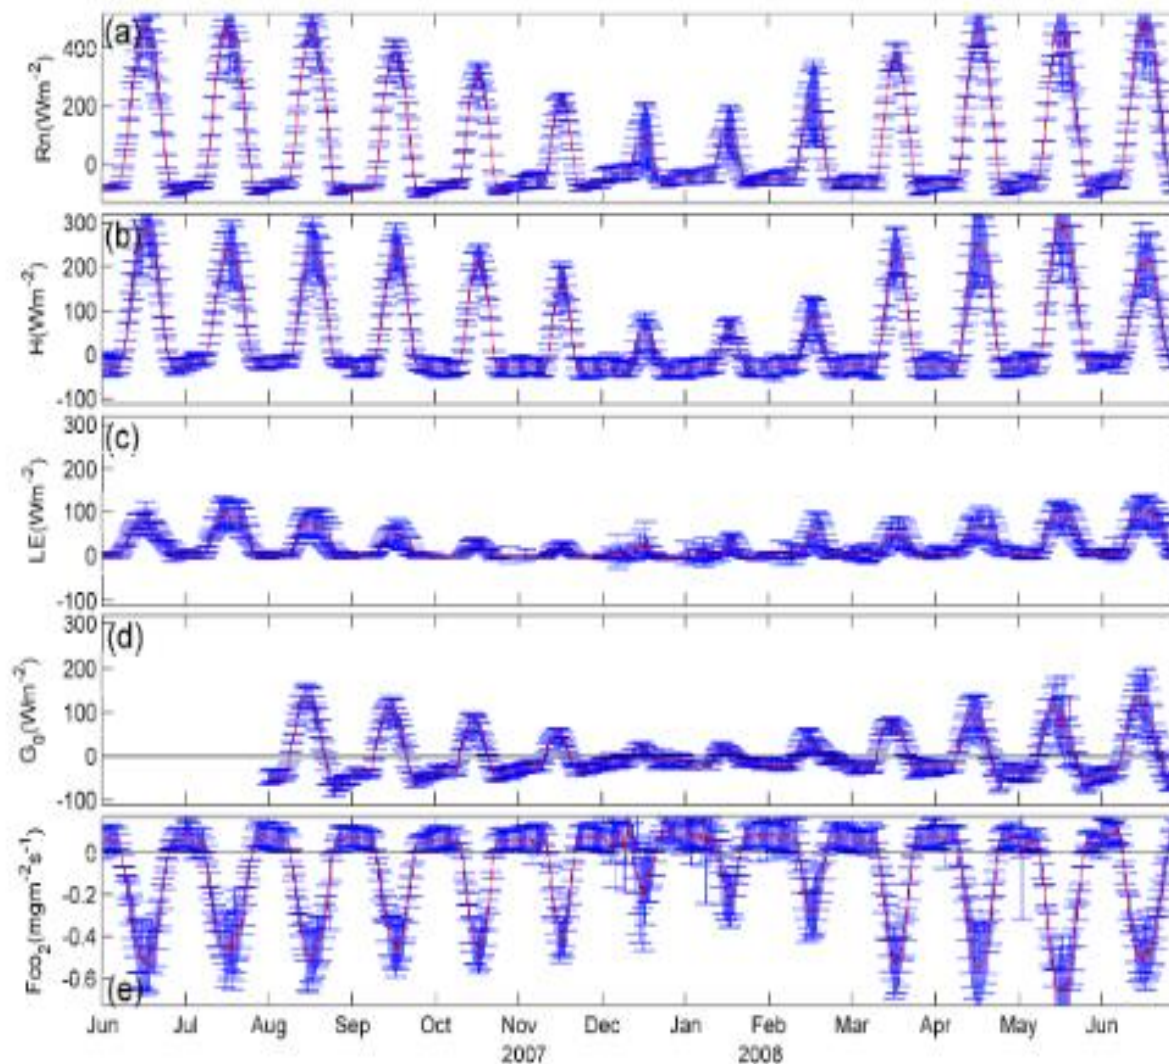 (a)
Rn(Wm⁻²)
400
200
0
(b)
H(Wm⁻²)
300
200
100
0
-100
(c)
LE(Wm⁻²)
300
200
100
0
-100
(d)
G₀(Wm⁻²)
300
200
100
0
-100
(e)
Fco₂(mgm⁻²s⁻¹)
0
-0.2
-0.4
-0.6
Jun Jul Aug Sep Oct Nov Dec Jan Feb Mar Apr May Jun
2007 2008